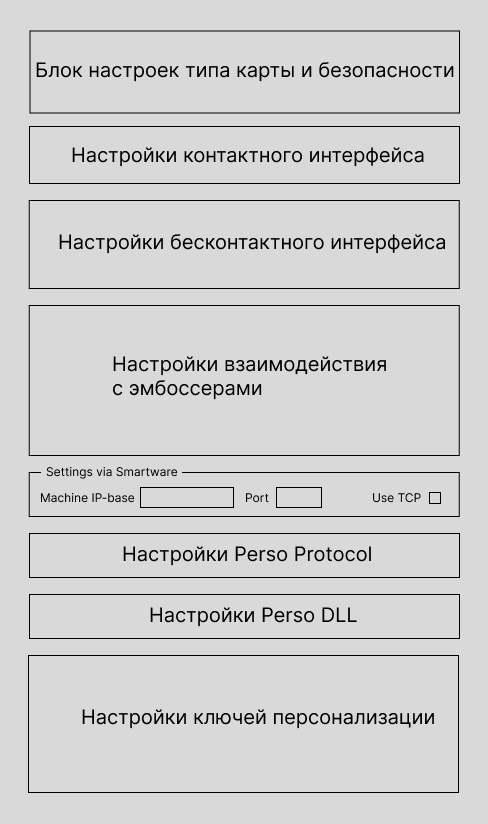 Блок настроек типа карты и безопасности
Настройки контактного интерфейса
Настройки бесконтактного интерфейса
Настройки взаимодействия
с эмбоссерами
Settings via Smartware
Machine IP-base Port Use TCP
Настройки Perso Protocol
Настройки Perso DLL
Настройки ключей персонализации